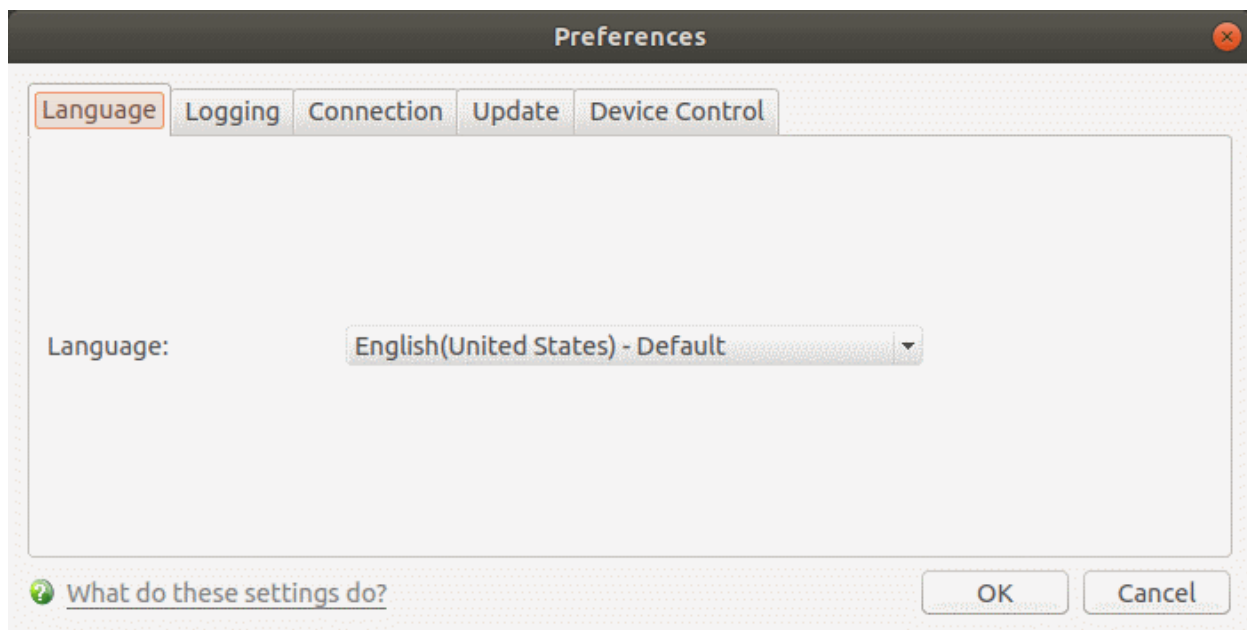 Preferences
Language Logging Connection Update Device Control
Language: English(United States) - Default
What do these settings do? OK Cancel